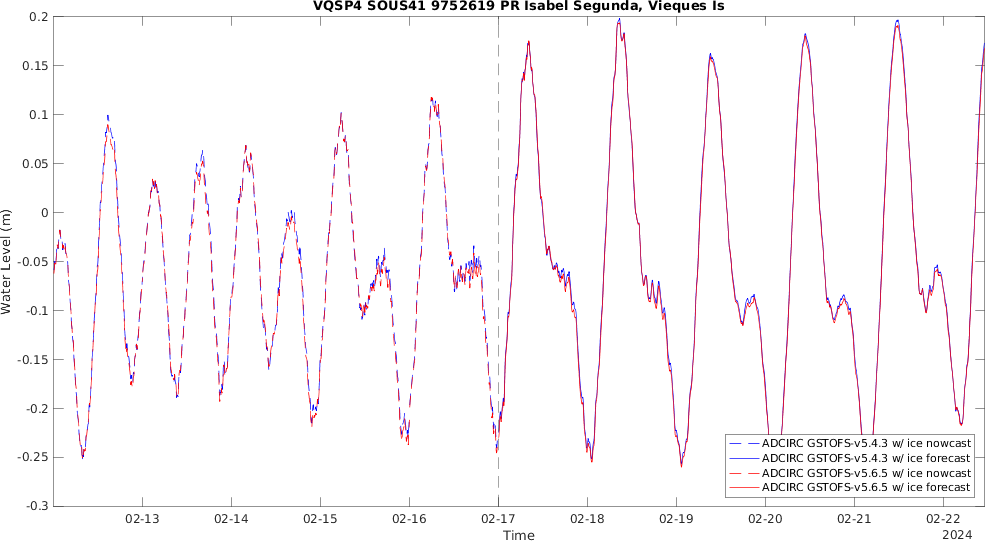 VQSP4 SOUS41 9752619 PR Isabel Segunda, Vieques Is
0.2
0.15
0.1
0.05
0
-0.05
-0.1
-0.15
-0.2
-0.25
-0.3
Water Level (m)
ADCIRC GSTOFS-v5.4.3 w/ ice nowcast
ADCIRC GSTOFS-v5.4.3 w/ ice forecast
ADCIRC GSTOFS-v5.6.5 w/ ice nowcast
ADCIRC GSTOFS-v5.6.5 w/ ice forecast
02-13 02-14 02-15 02-16 02-17 02-18 02-19 02-20 02-21 02-22
Time
2024